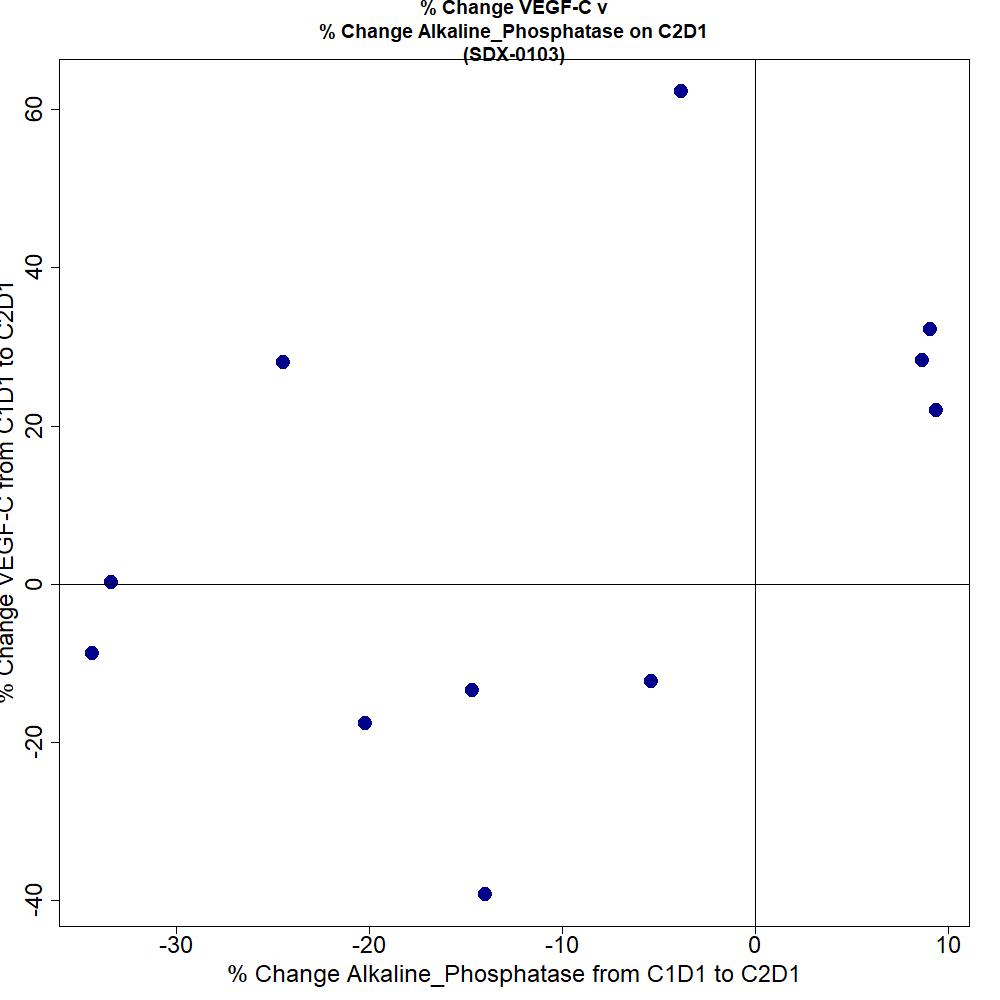 % Change VEGF-C v
% Change Alkaline_Phosphatase on C2D1
(SDX-0103)
% Change VEGF-C from C1D1 to C2D1
60
40
20
0
-20
-40
-30
-20
-10
0
10
% Change Alkaline_Phosphatase from C1D1 to C2D1